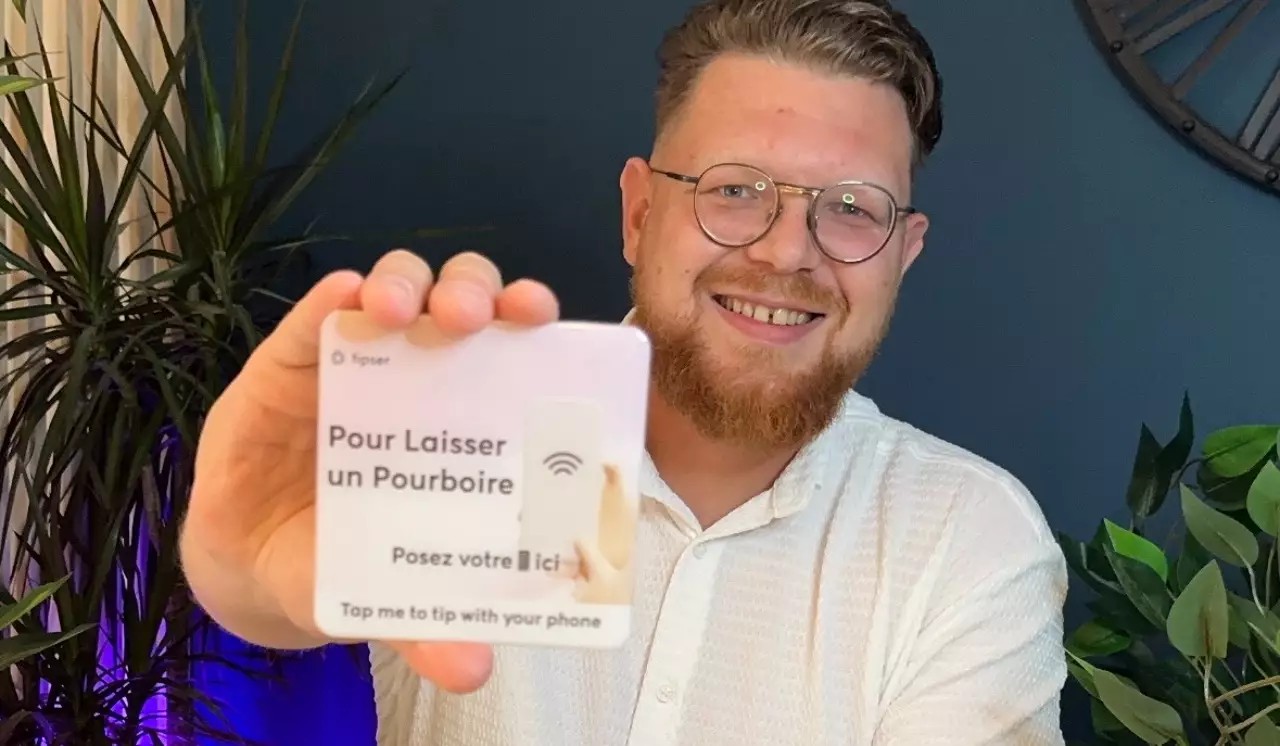 tipser
Pour Laisser
un Pourboire
Posez votre ici
Tap me to tip with your phone